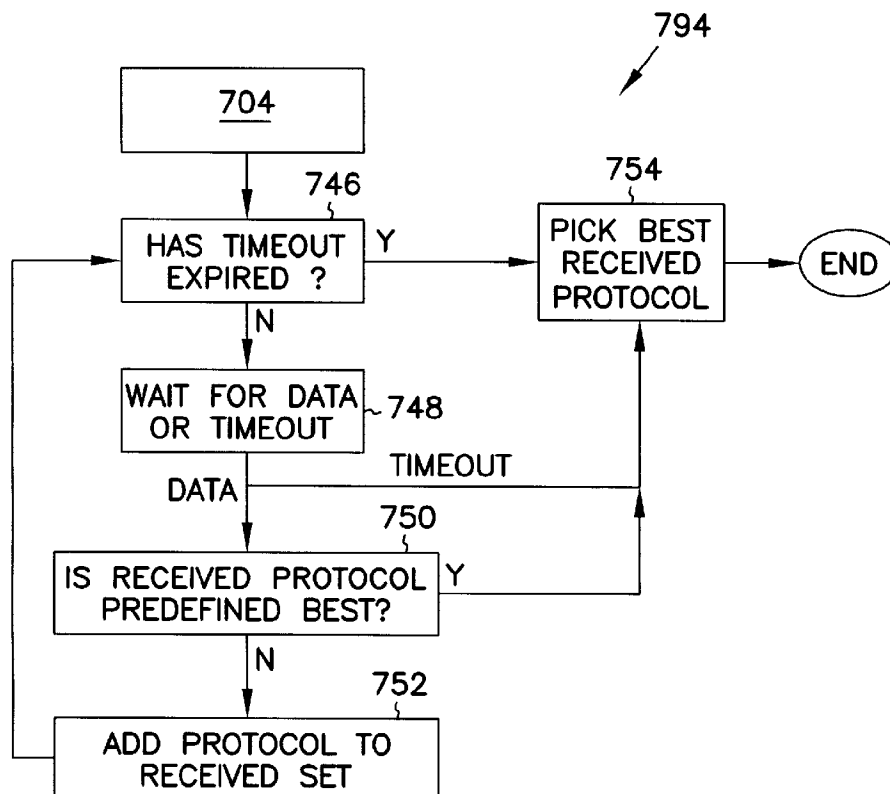 794
704
746
HAS TIMEOUT
EXPIRED ?
Y
N
754
PICK BEST
RECEIVED
PROTOCOL
END
WAIT FOR DATA
OR TIMEOUT
748
TIMEOUT
DATA
750
IS RECEIVED PROTOCOL
PREDEFINED BEST?
Y
N
752
ADD PROTOCOL TO
RECEIVED SET